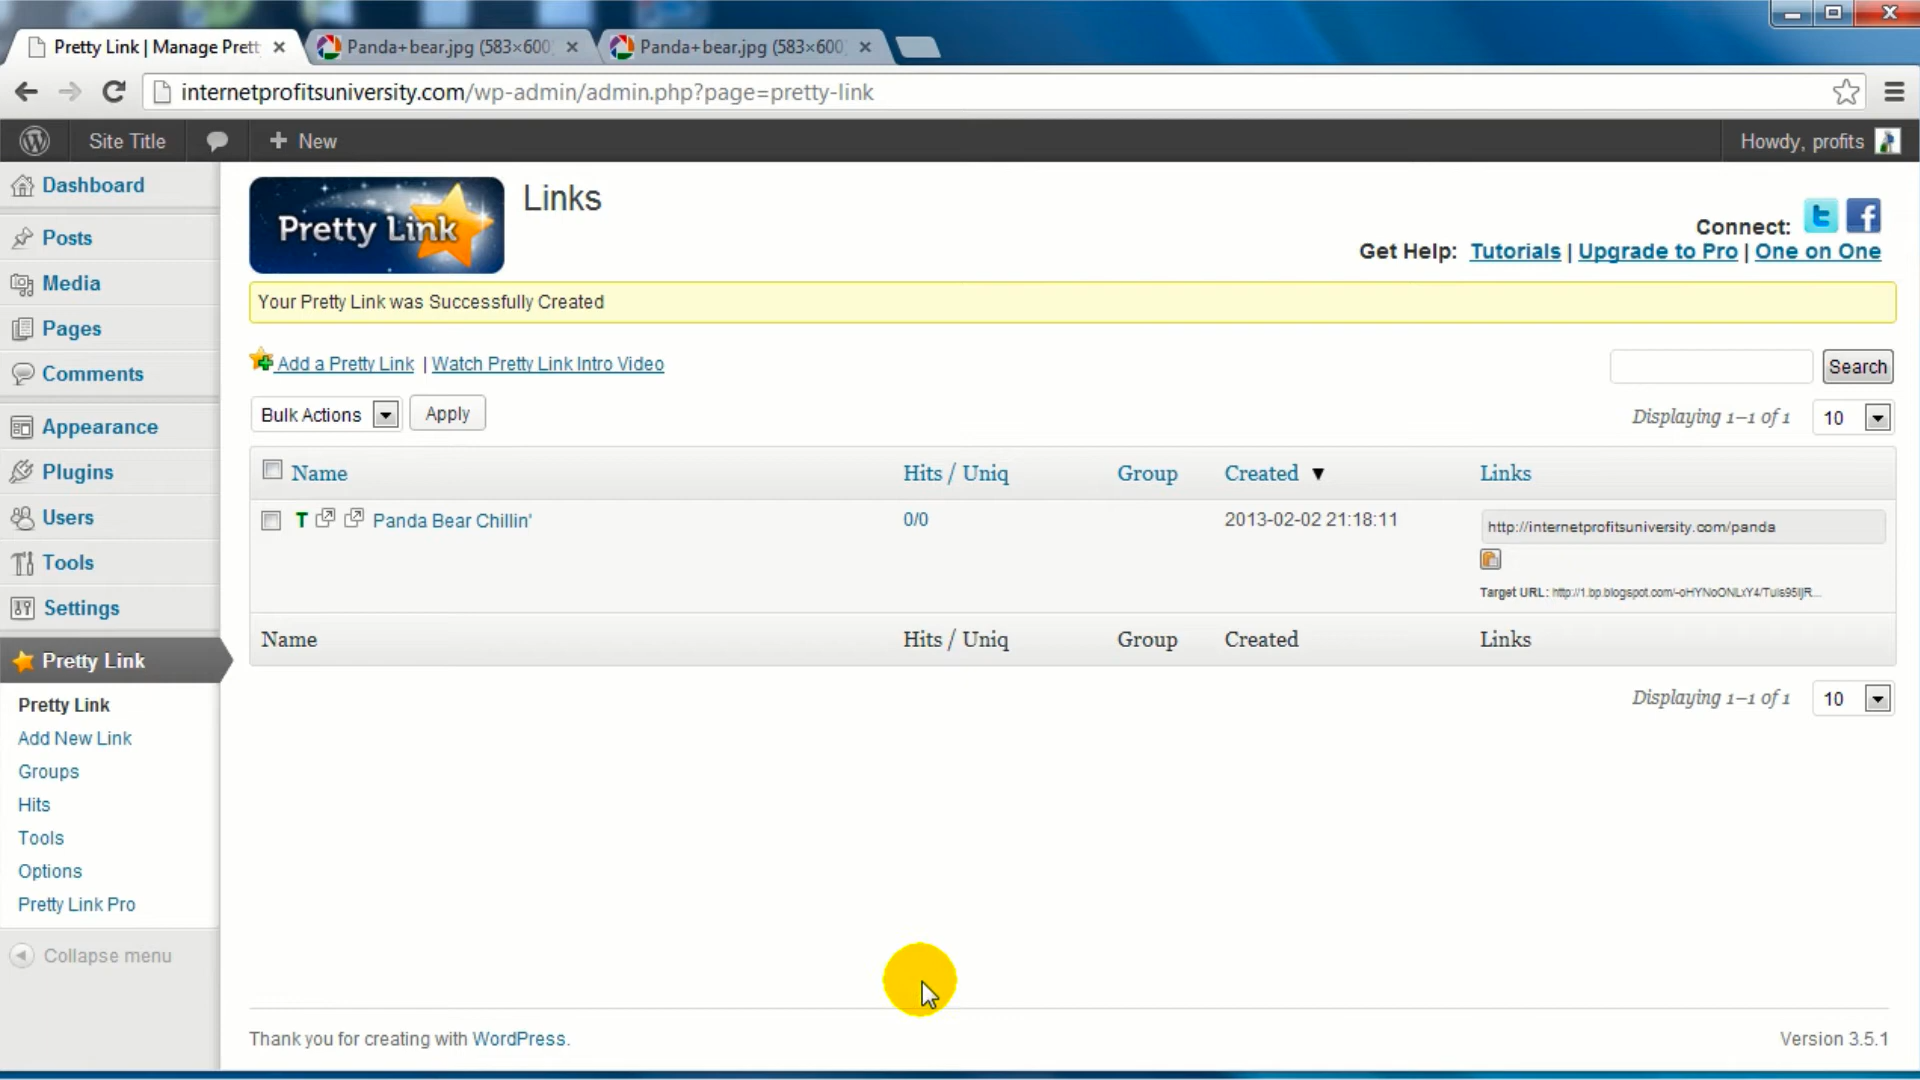 Pretty Link | Manage Prett
Panda+bear.jpg (583×600
Panda+bear.jpg (583×600
internetprofitsuniversity.com/wp-admin/admin.php?page=pretty-link
Site Title
New
Howdy, profits
Dashboard
Posts
Media
Pages
Comments
Appearance
Plugins
Users
Tools
Settings
Pretty Link
Pretty Link
Add New Link
Groups
Hits
Tools
Options
Pretty Link Pro
Collapse menu
Pretty Link
Links
Connect:
Get Help: Tutorials | Upgrade to Pro | One on One
Your Pretty Link was Successfully Created
Add a Pretty Link | Watch Pretty Link Intro Video
Search
Bulk Actions Apply
Displaying 1–1 of 1 10
Name Hits / Uniq Group Created ▼ Links
T Panda Bear Chillin' 0/0 2013-02-02 21:18:11 http://internetprofitsuniversity.com/panda
Target URL:
Name Hits / Uniq Group Created Links
Displaying 1–1 of 1 10
Thank you for creating with WordPress.
Version 3.5.1